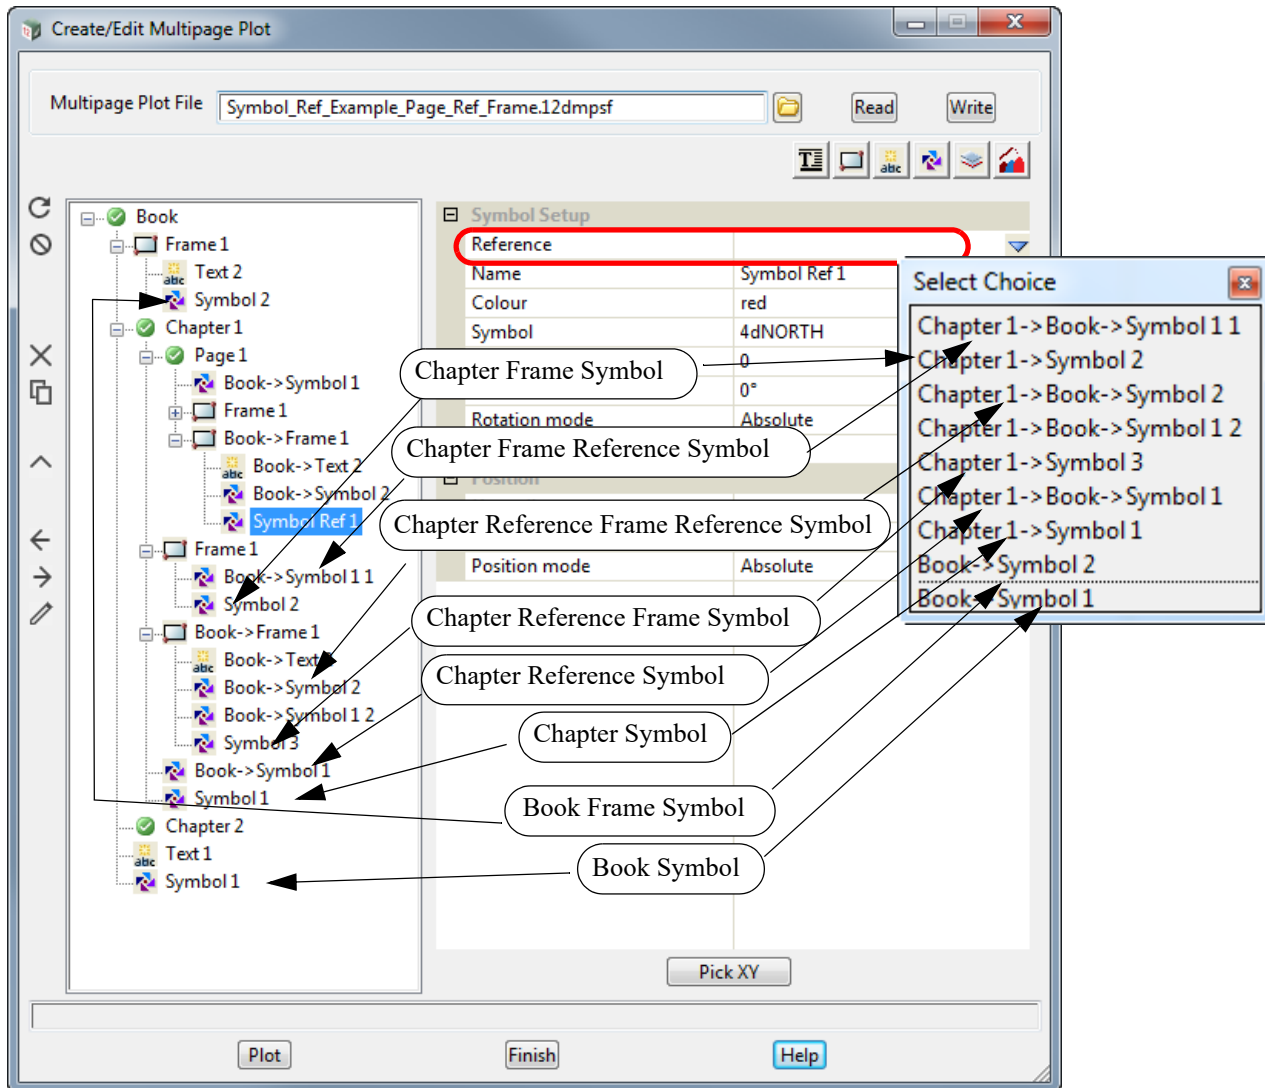 Create/Edit Multipage Plot
Multipage Plot File
Symbol_Ref_Example_Page_Ref_Frame.12dmpsf
Read
Write
Book
Frame 1
Text 2
Symbol 2
Chapter 1
Page 1
Book->Symbol 1
Frame 1
Book->Frame 1
Book->Text 2
Book->Symbol 2
Symbol Ref 1
Frame 1
Book->Symbol 1 1
Symbol 2
Book->Frame 1
Book->Text
Book->Symbol 2
Book->Symbol 1 2
Symbol 3
Book->Symbol 1
Symbol 1
Chapter 2
Text 1
Symbol 1
Symbol Setup
Reference
Name Symbol Ref 1
Colour red
Symbol 4dNORTH
0
0°
Rotation mode Absolute
Position
Position mode Absolute
Pick XY
Select Choice
Chapter 1->Book->Symbol 1 1
Chapter 1->Symbol 2
Chapter 1->Book->Symbol 2
Chapter 1->Book->Symbol 1 2
Chapter 1->Symbol 3
Chapter 1->Book->Symbol 1
Chapter 1->Symbol 1
Book->Symbol 2
Book->Symbol 1
Chapter Frame Symbol
Chapter Frame Reference Symbol
Chapter Reference Frame Reference Symbol
Chapter Reference Frame Symbol
Chapter Reference Symbol
Chapter Symbol
Book Frame Symbol
Book Symbol
Plot
Finish
Help